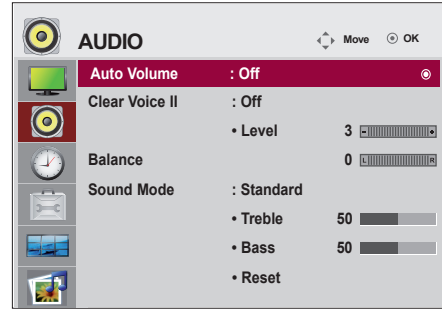 AUDIO Move OK
Auto Volume : Off
Clear Voice II : Off
• Level 3 - +
Balance 0 L R
Sound Mode : Standard
• Treble 50
• Bass 50
• Reset